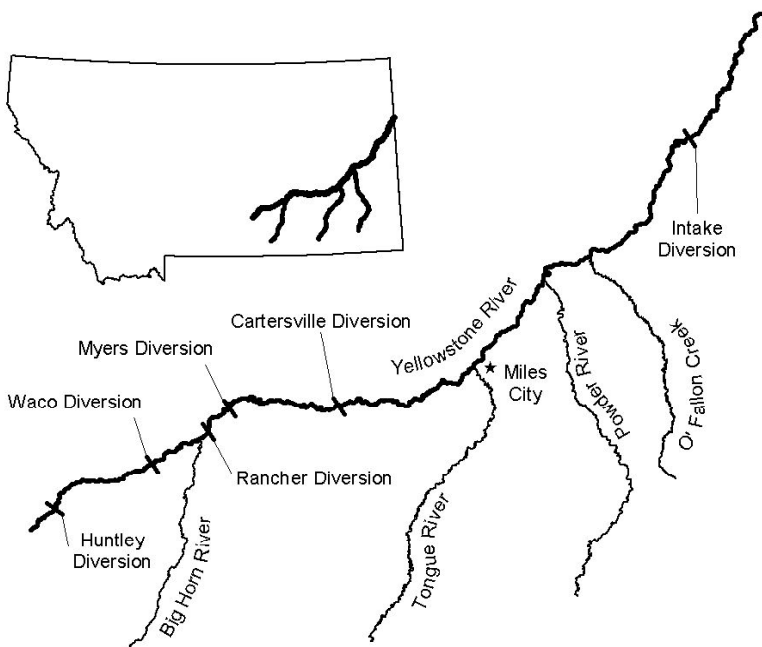 Intake
Diversion
Yellowstone River
Cartersville Diversion
Myers Diversion
Miles
City
Powder River
O' Fallon Creek
Waco Diversion
Rancher Diversion
Huntley
Diversion
Big Horn River
Tongue River